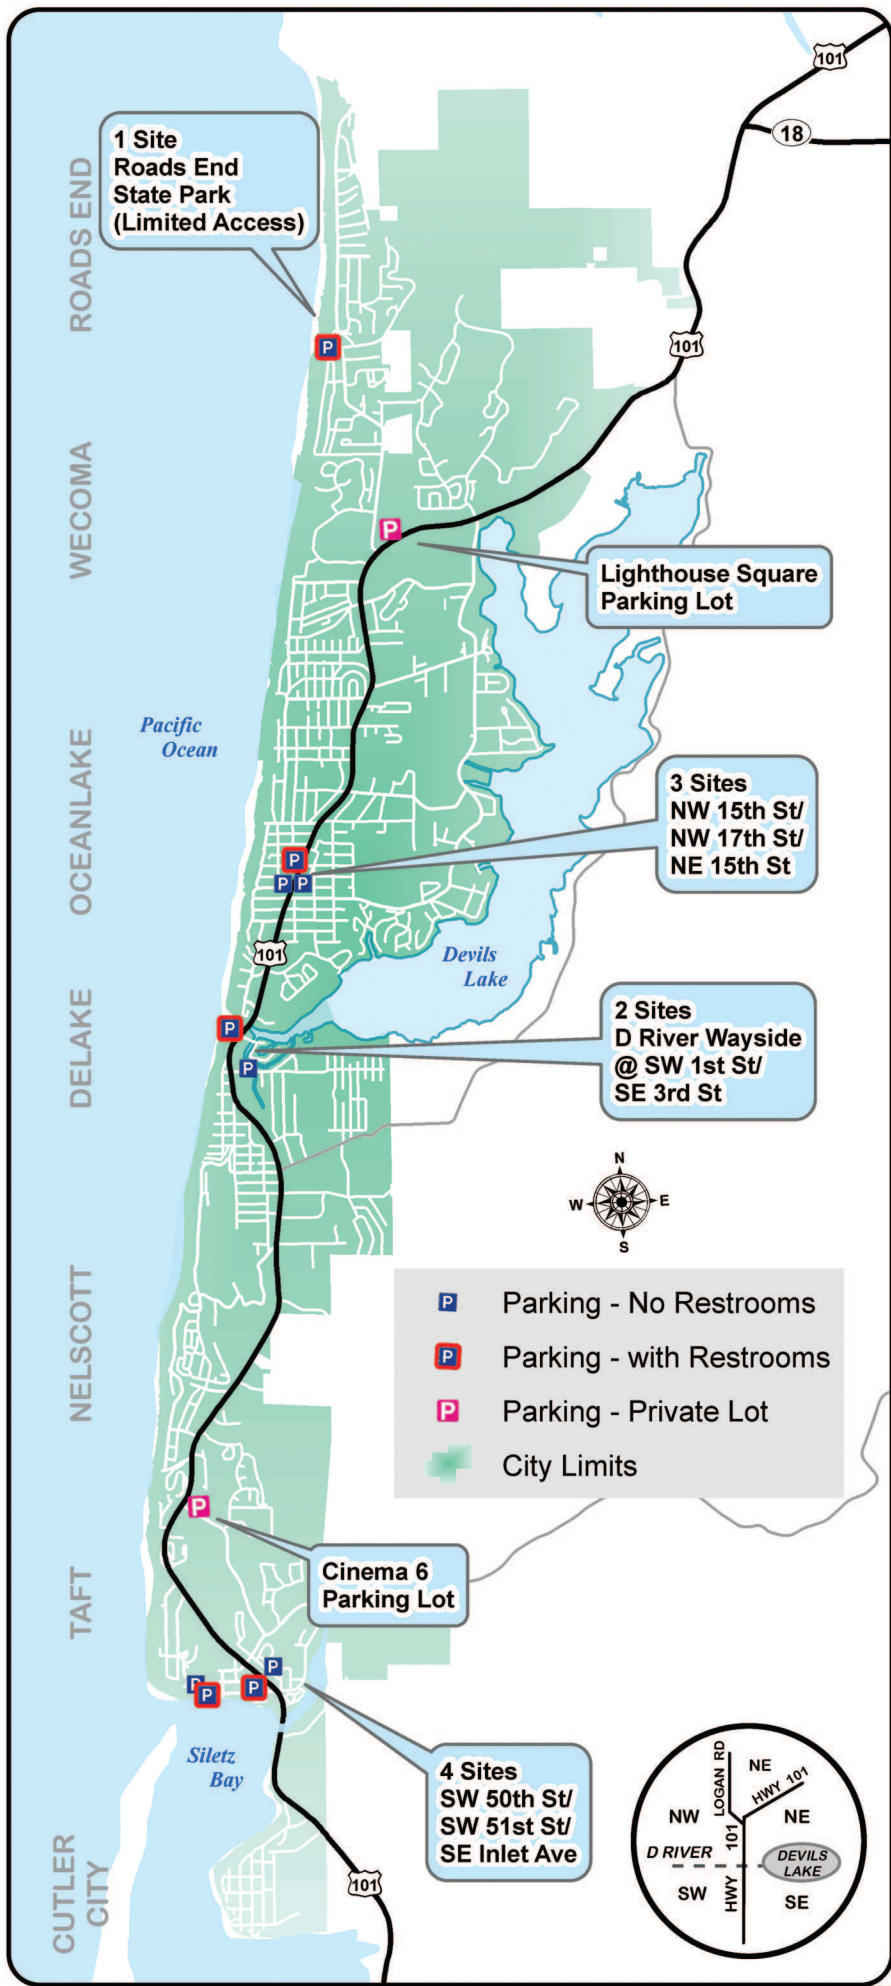 101
18
1 Site
Roads End
State Park
(Limited Access)
ROADS END
P
101
WECOMA
P
Lighthouse Square
Parking Lot
Pacific
Ocean
OCEANLAKE
3 Sites
NW 15th St/
NW 17th St/
NE 15th St
P
P P
101
Devils
Lake
DELAKE
2 Sites
D River Wayside
@ SW 1st St/
SE 3rd St
P
P
N
W E
S
NELSCOTT
P Parking - No Restrooms
P Parking - with Restrooms
P Parking - Private Lot
City Limits
P
Cinema 6
Parking Lot
TAFT
P
P
P
P
Siletz
Bay
4 Sites
SW 50th St/
SW 51st St/
SE Inlet Ave
CUTLER
CITY
101
LOGAN RD
NE
HWY 101
NW
101
NE
D RIVER
DEVILS
LAKE
SW
HWY
SE